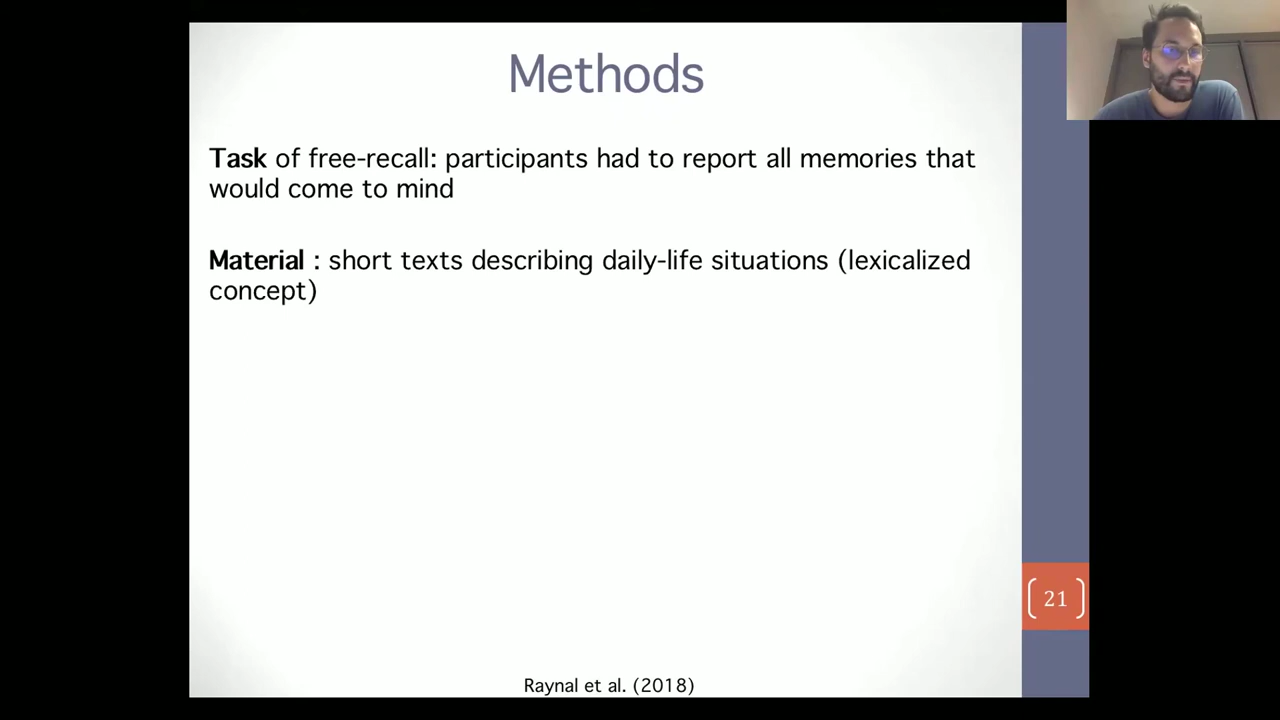 Methods
Task of free-recall: participants had to report all memories that
would come to mind
Material : short texts describing daily-life situations (lexicalized
concept)
21
Raynal et al. (2018)